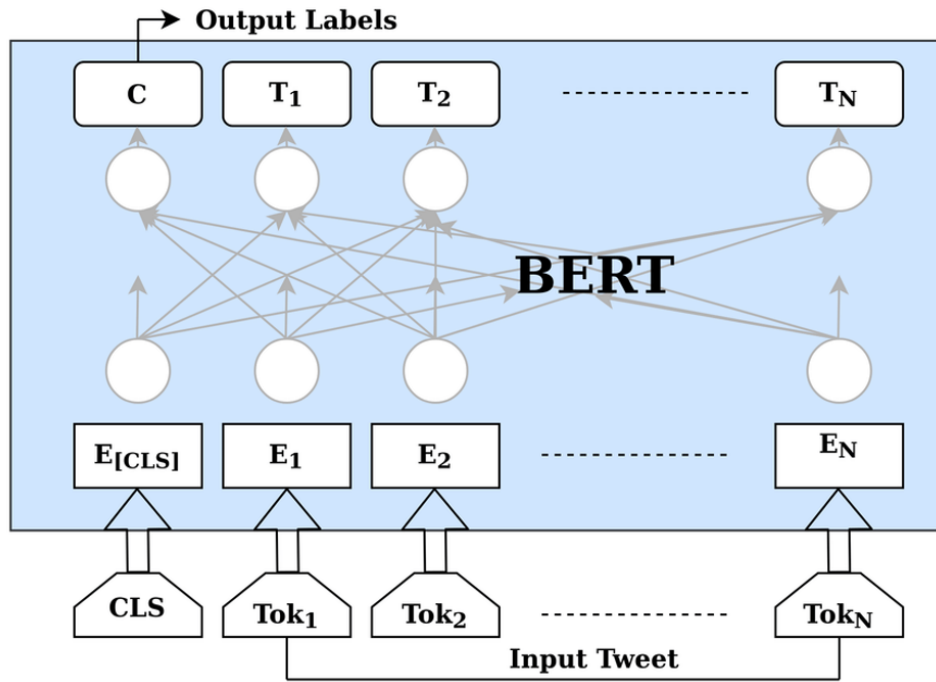 Output Labels
C T1 T2 TN
BERT
E[CLS] E1 E2 EN
CLS Tok1 Tok2 TokN
Input Tweet